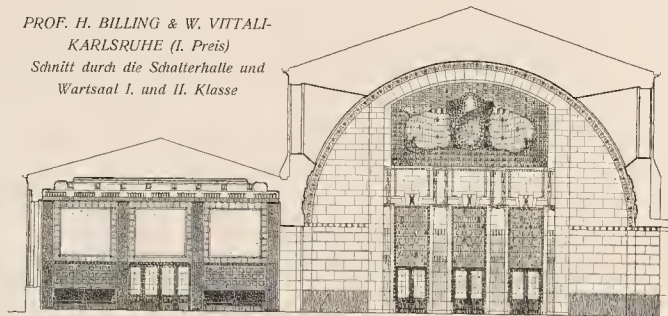 PROF. H. BILLING & W. VITTALI-
KARLSRUHE (I. Preis)
Schnitt durch die Schalterhalle und
Wartsaal I. und II. Klasse